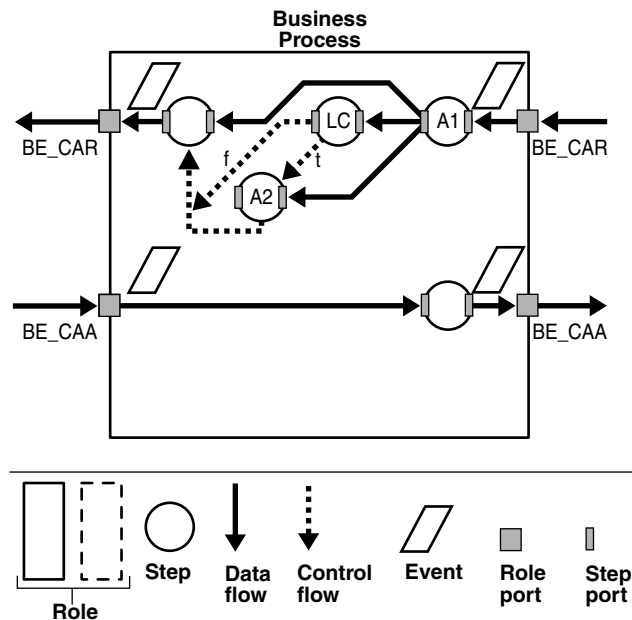 Business
Process
LC
A1
BE_CAR
f
t
BE_CAR
A2
BE_CAA
BE_CAA
Step
Data
flow
Control
flow
Event
Role
port
Step
port
Role